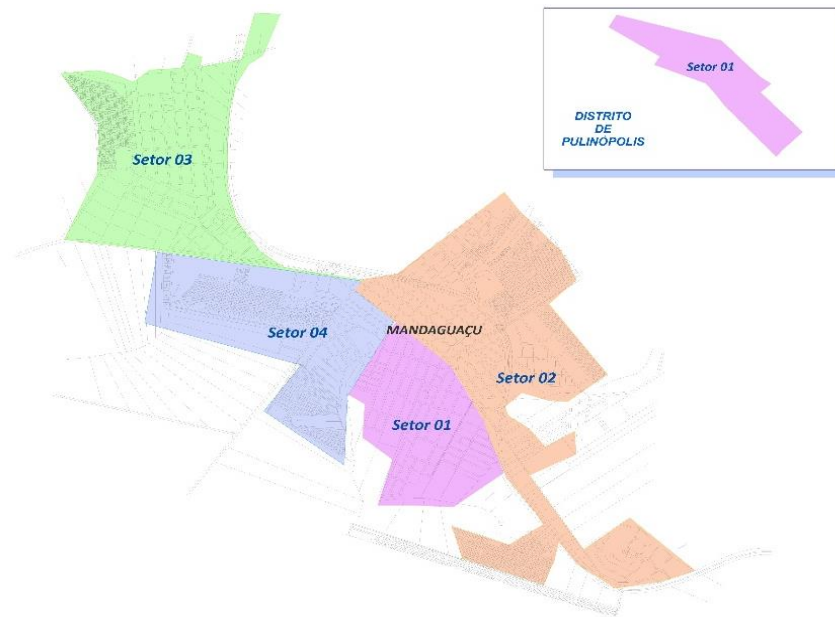 Setor 01
DISTRITO
DE
PULINÓPOLIS
Setor 03
MANDAGUAÇU
Setor 04
Setor 02
Setor 01